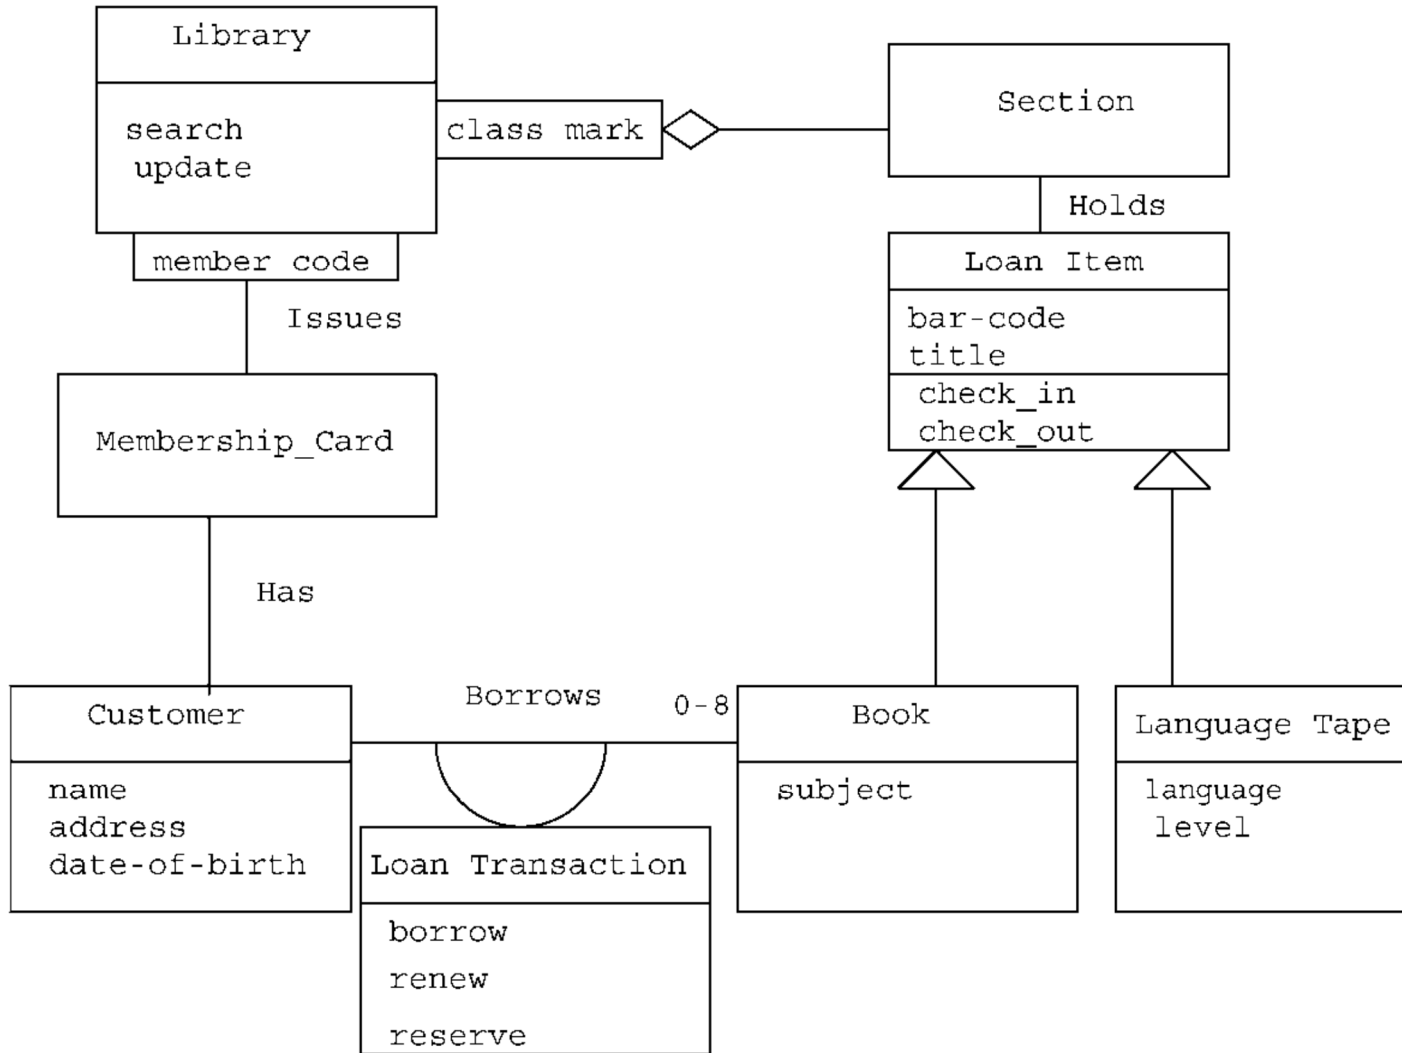 Library
search
update
class mark
Section
Holds
member code
Issues
Loan Item
bar-code
title
check_in
check_out
Membership_Card
Has
Customer
name
address
date-of-birth
Borrows
0-8
Book
subject
Language Tape
language
level
Loan Transaction
borrow
renew
reserve